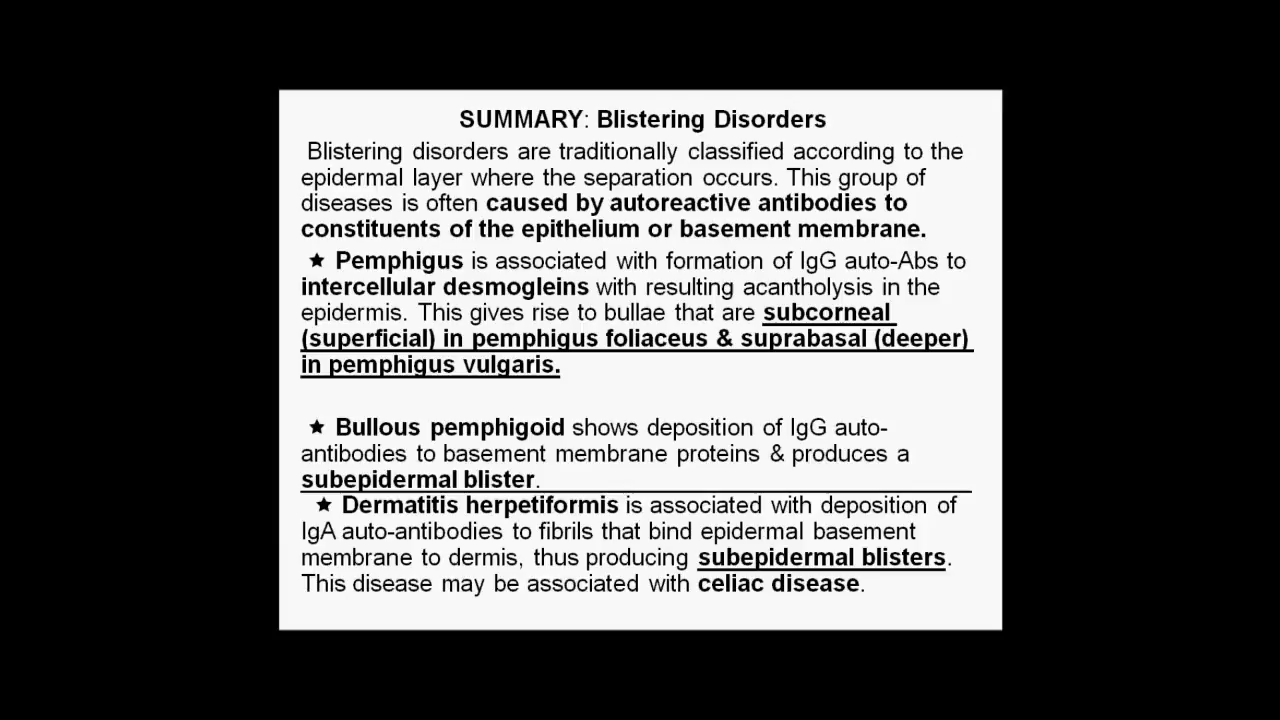 SUMMARY: Blistering Disorders
Blistering disorders are traditionally classified according to the
epidermal layer where the separation occurs. This group of
diseases is often caused by autoreactive antibodies to
constituents of the epithelium or basement membrane.
★ Pemphigus is associated with formation of IgG auto-Abs to
intercellular desmogleins with resulting acantholysis in the
epidermis. This gives rise to bullae that are subcorneal
(superficial) in pemphigus foliaceus & suprabasal (deeper)
in pemphigus vulgaris.
★ Bullous pemphigoid shows deposition of IgG auto-
antibodies to basement membrane proteins & produces a
subepidermal blister.
★ Dermatitis herpetiformis is associated with deposition of
IgA auto-antibodies to fibrils that bind epidermal basement
membrane to dermis, thus producing subepidermal blisters.
This disease may be associated with celiac disease.